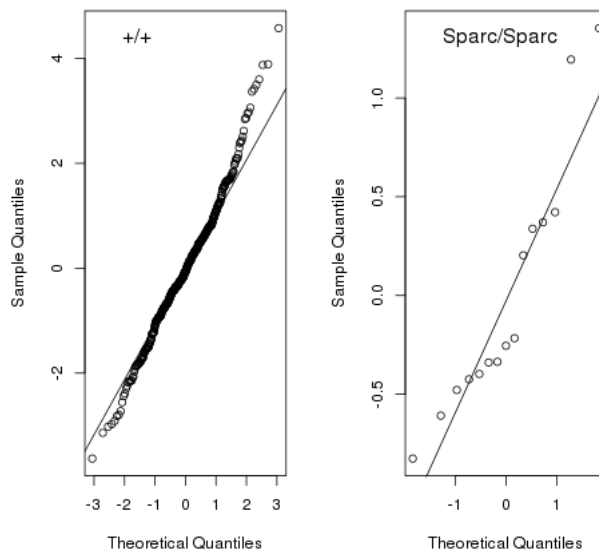 +/+
Sample Quantiles
4
2
0
-2
-3 -2 -1 0 1 2 3
Theoretical Quantiles
Sparc/Sparc
Sample Quantiles
1.0
0.5
0.0
-0.5
-1 0 1
Theoretical Quantiles